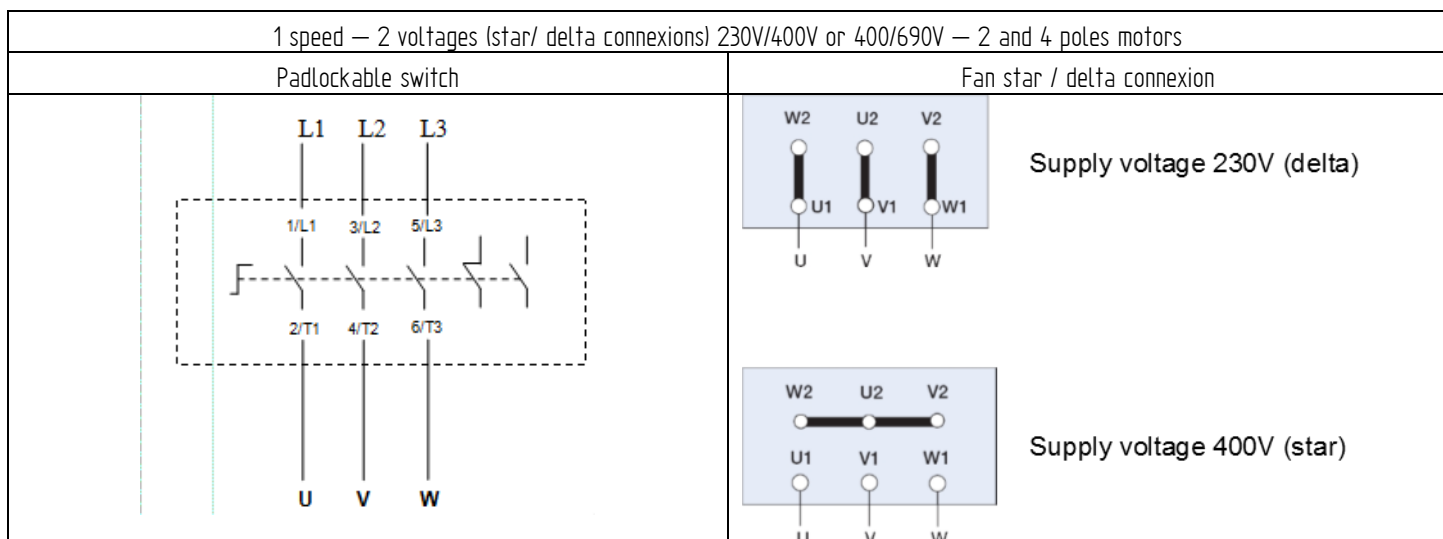 1 speed – 2 voltages (star/ delta connexions) 230V/400V or 400/690V – 2 and 4 poles motors
Padlockable switch
Fan star / delta connexion
L1 L2 L3
1/L1 3/L2 5/L3
2/T1 4/T2 6/T3
U V W
W2 U2 V2
U1 V1 W1
U V W
Supply voltage 230V (delta)
W2 U2 V2
U1 V1 W1
U V W
Supply voltage 400V (star)